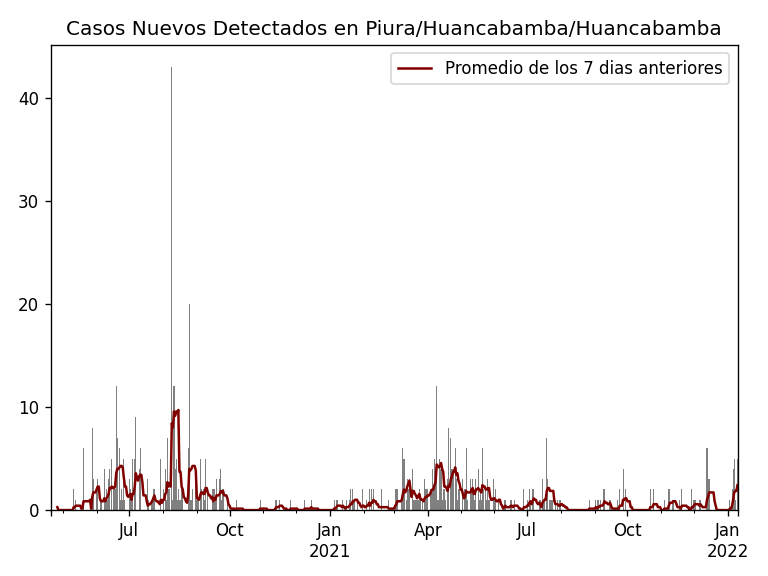 Casos Nuevos Detectados en Piura/Huancabamba/Huancabamba
Promedio de los 7 dias anteriores
40
30
20
10
0
Jul Oct Jan Apr Jul Oct Jan
2021 2022